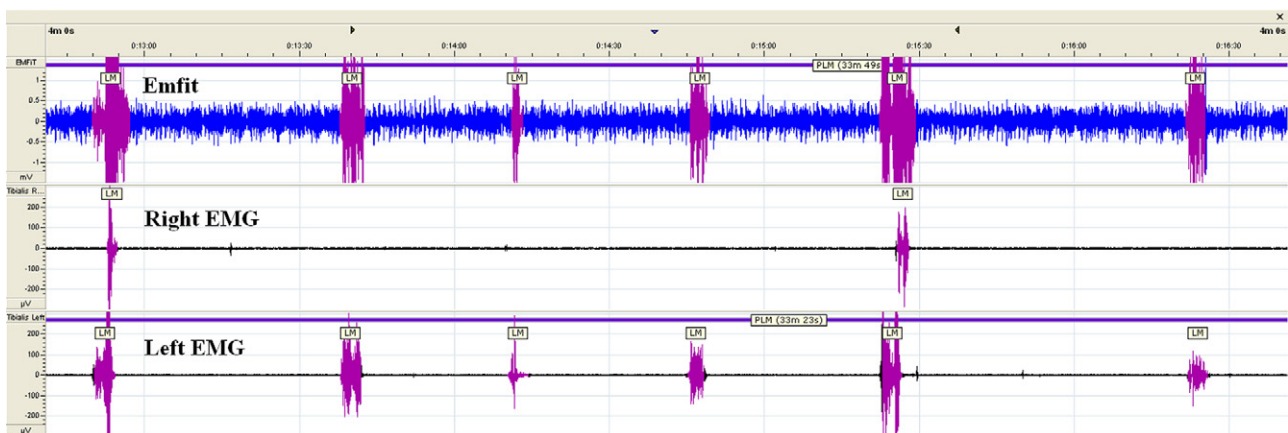 ×
4m 0s 4m 0s
0:13:00 0:13:30 0:14:00 0:14:30 0:15:00 0:15:30 0:16:00 0:16:30
EMFiT
PLM (33m 49s
LM LM LM LM LM LM
Emfit
1
0.5
0
-0.5
-1
mV
Tibialis R...
LM LM
200
Right EMG
100
0
-100
-200
µV
Tibialis Left
PLM (33m 23s)
LM LM LM LM LM LM
200
Left EMG
100
0
-100
-200
µV